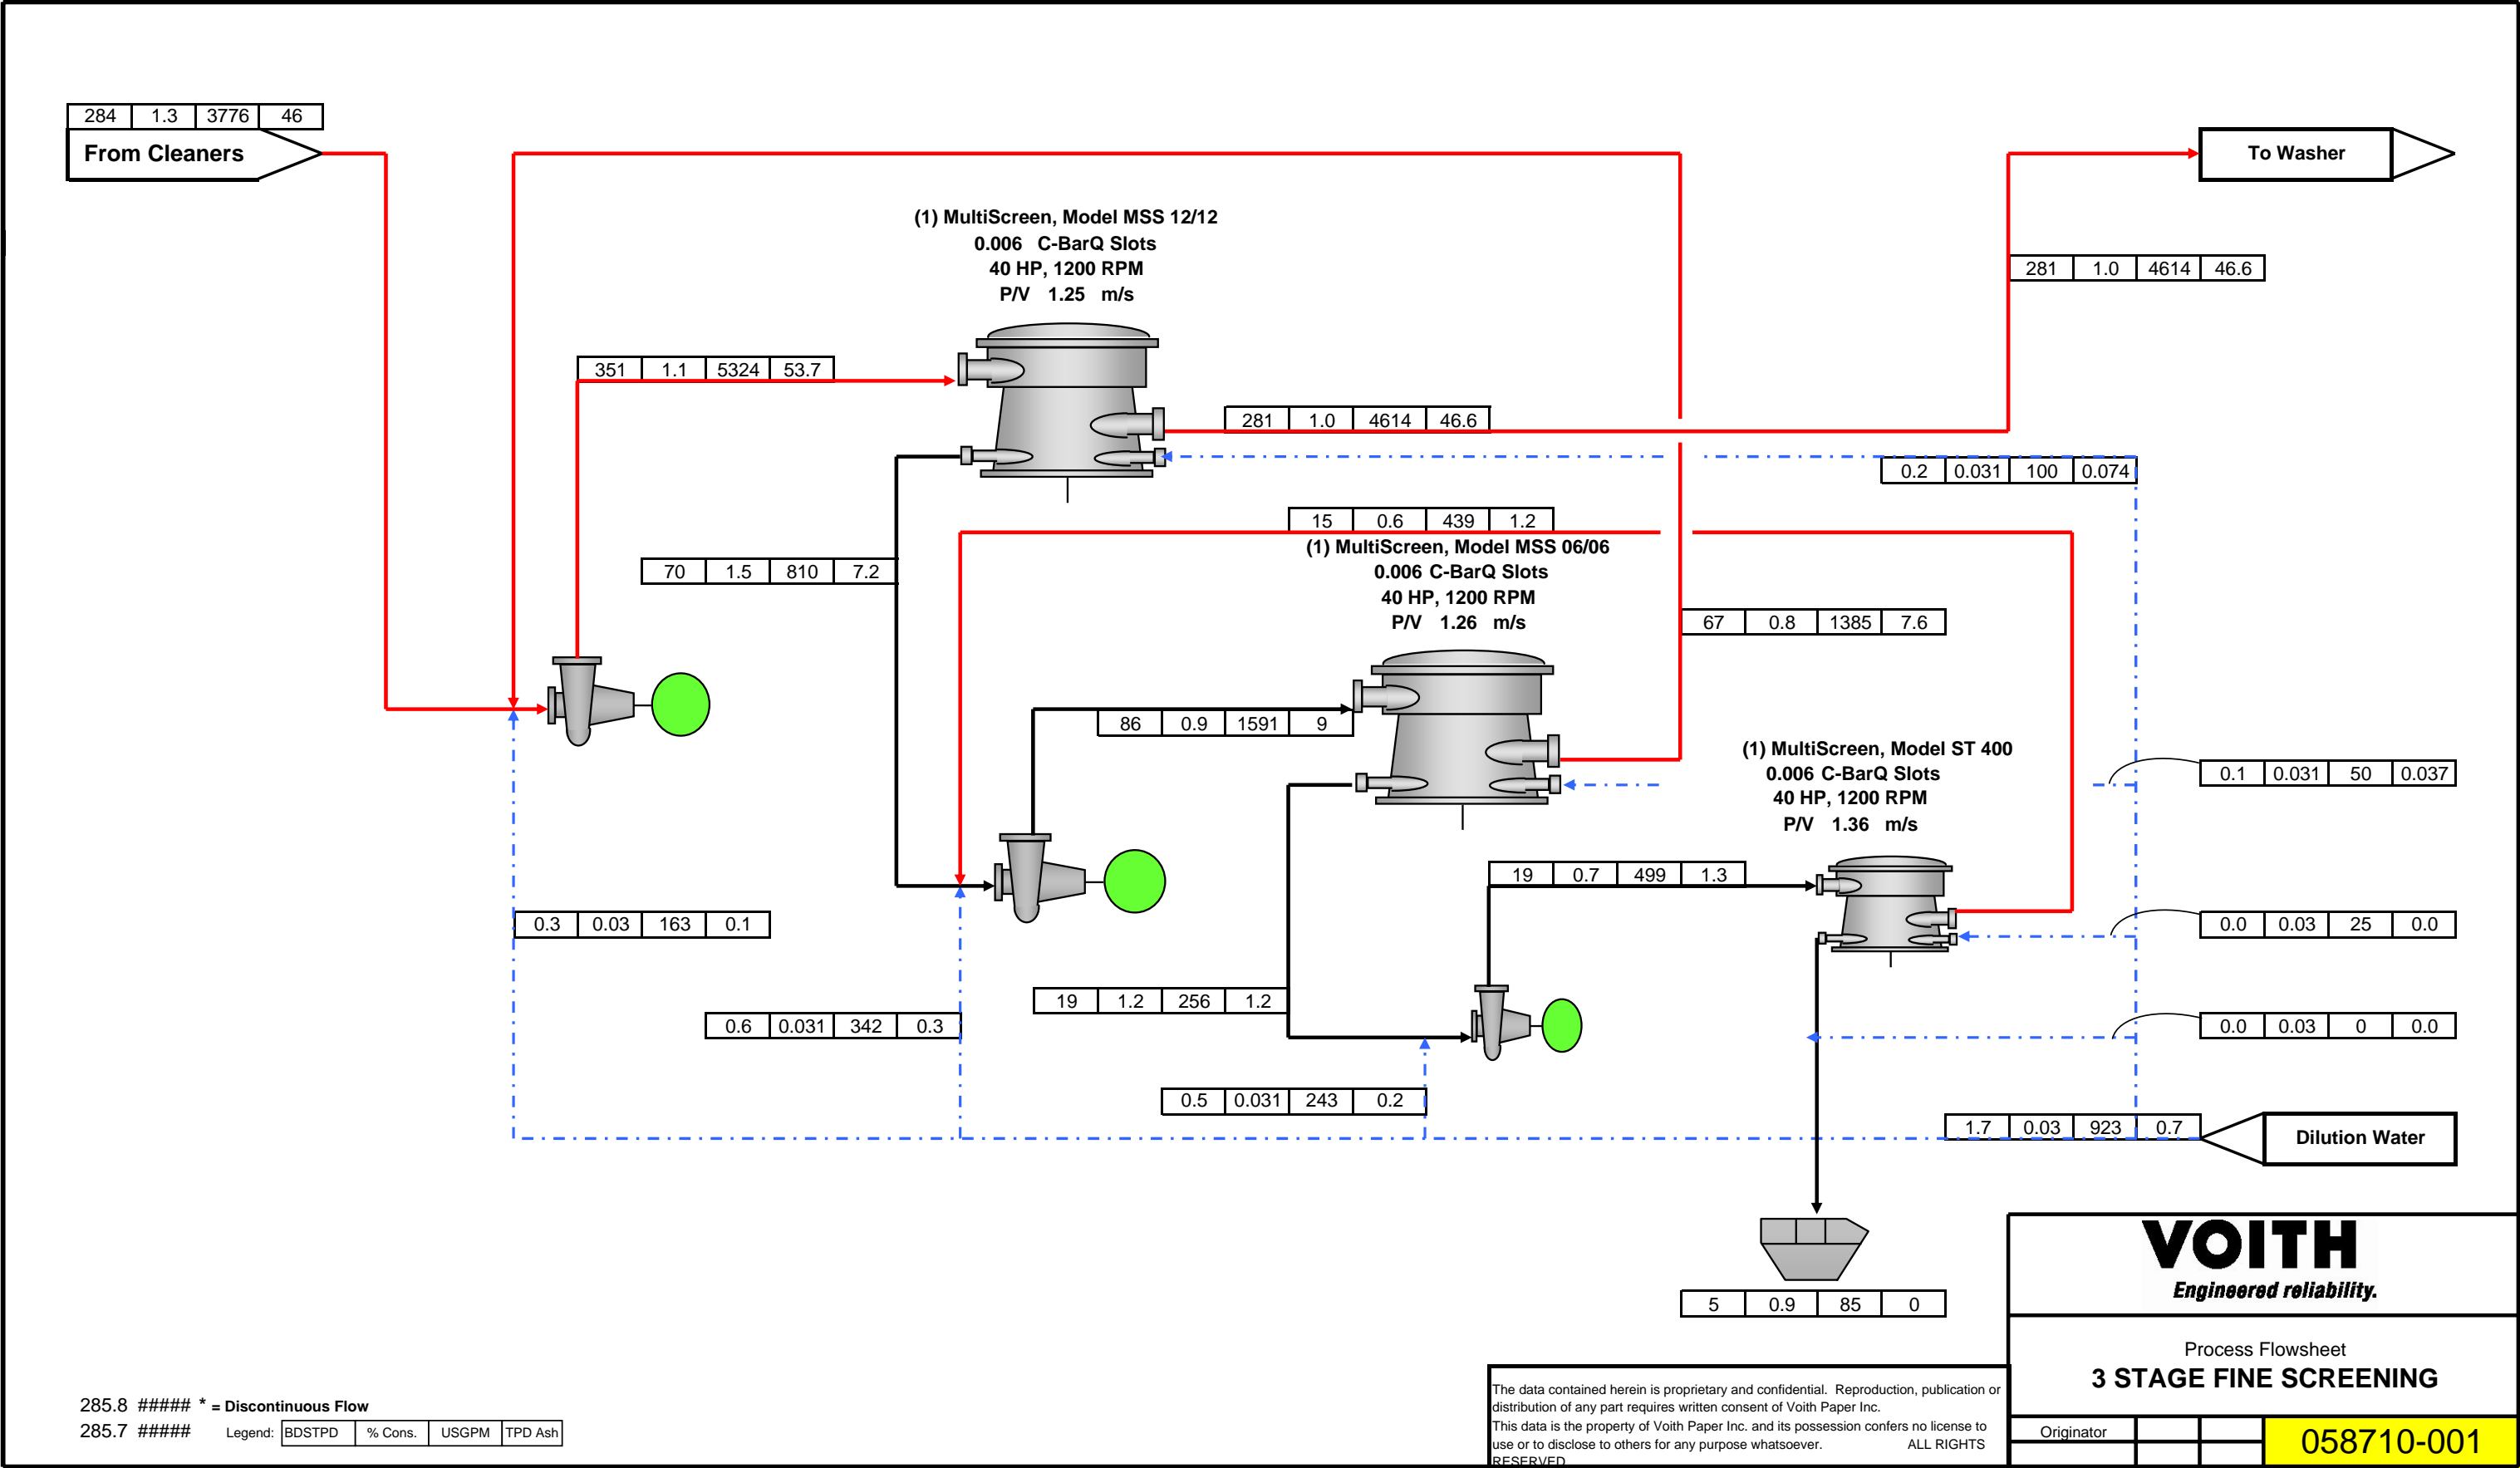 284 1.3 3776 46
From Cleaners
To Washer
(1) MultiScreen, Model MSS 12/12
0.006 C-BarQ Slots
40 HP, 1200 RPM
P/V 1.25 m/s
281 1.0 4614 46.6
351 1.1 5324 53.7
281 1.0 4614 46.6
0.2 0.031 100 0.074
15 0.6 439 1.2
(1) MultiScreen, Model MSS 06/06
0.006 C-BarQ Slots
40 HP, 1200 RPM
P/V 1.26 m/s
70 1.5 810 7.2
67 0.8 1385 7.6
86 0.9 1591 9
(1) MultiScreen, Model ST 400
0.006 C-BarQ Slots
40 HP, 1200 RPM
P/V 1.36 m/s
0.1 0.031 50 0.037
19 0.7 499 1.3
0.3 0.03 163 0.1
0.0 0.03 25 0.0
19 1.2 256 1.2
0.6 0.031 342 0.3
0.0 0.03 0 0.0
0.5 0.031 243 0.2
1.7 0.03 923 0.7
Dilution Water
5 0.9 85 0
VOITH
Engineered reliability.
Process Flowsheet
3 STAGE FINE SCREENING
285.8 ##### * = Discontinuous Flow
285.7 ##### Legend: BDSTPD % Cons. USGPM TPD Ash
The data contained herein is proprietary and confidential. Reproduction, publication or
distribution of any part requires written consent of Voith Paper Inc.
This data is the property of Voith Paper Inc. and its possession confers no license to
use or to disclose to others for any purpose whatsoever. ALL RIGHTS
RESERVED
Originator
058710-001